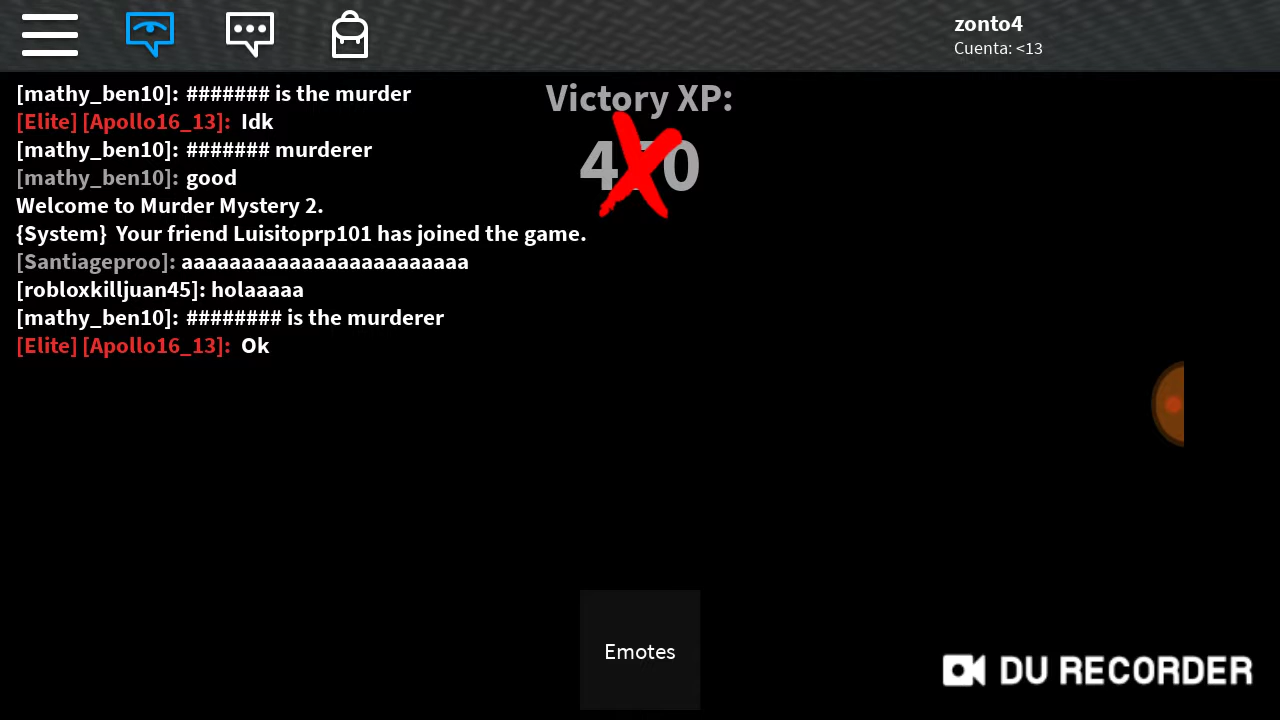 zonto4
Cuenta: <13
[mathy_ben10]: ####### is the murder
[Elite] [Apollo16_13]: Idk
[mathy_ben10]: ####### murderer
[mathy_ben10]: good
Welcome to Murder Mystery 2.
{System} Your friend Luisitoprp101 has joined the game.
[Santiageproo]: aaaaaaaaaaaaaaaaaaaaaaaa
[robloxkilljuan45]: holaaaaa
[mathy_ben10]: ######## is the murderer
[Elite] [Apollo16_13]: Ok
Victory XP:
Emotes
DU RECORDER